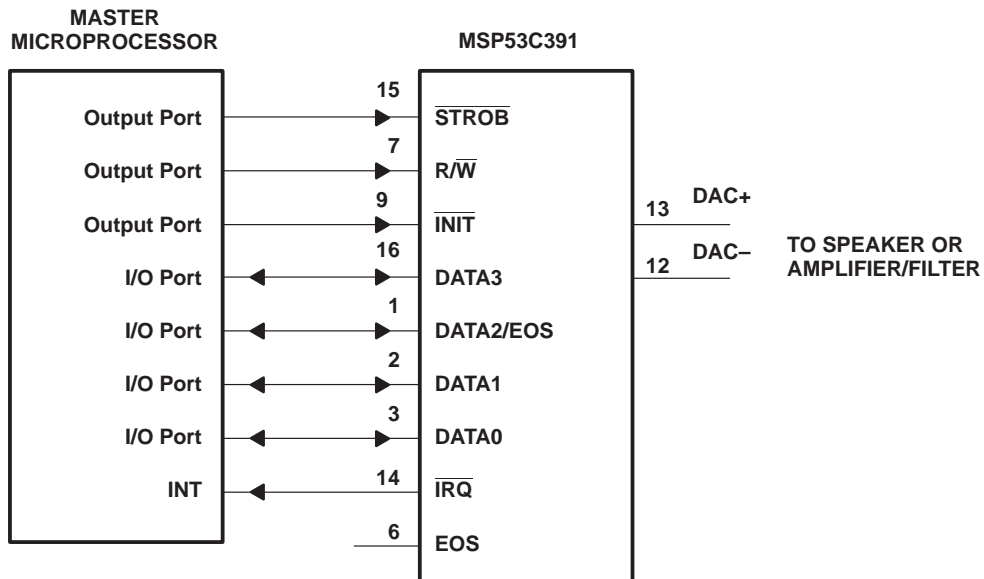 MASTER
MICROPROCESSOR
MSP53C391
Output Port 15 STROB
Output Port 7 R/W
Output Port 9 INIT
I/O Port 16 DATA3
I/O Port 1 DATA2/EOS
I/O Port 2 DATA1
I/O Port 3 DATA0
INT 14 IRQ
6 EOS
13 DAC+
12 DAC–
TO SPEAKER OR
AMPLIFIER/FILTER